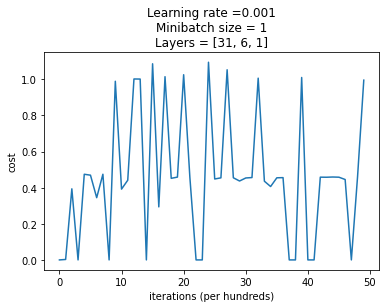 Learning rate =0.001
Minibatch size = 1
Layers = [31, 6, 1]
1.0
0.8
0.6
0.4
0.2
0.0
cost
0
10
20
30
40
50
iterations (per hundreds)